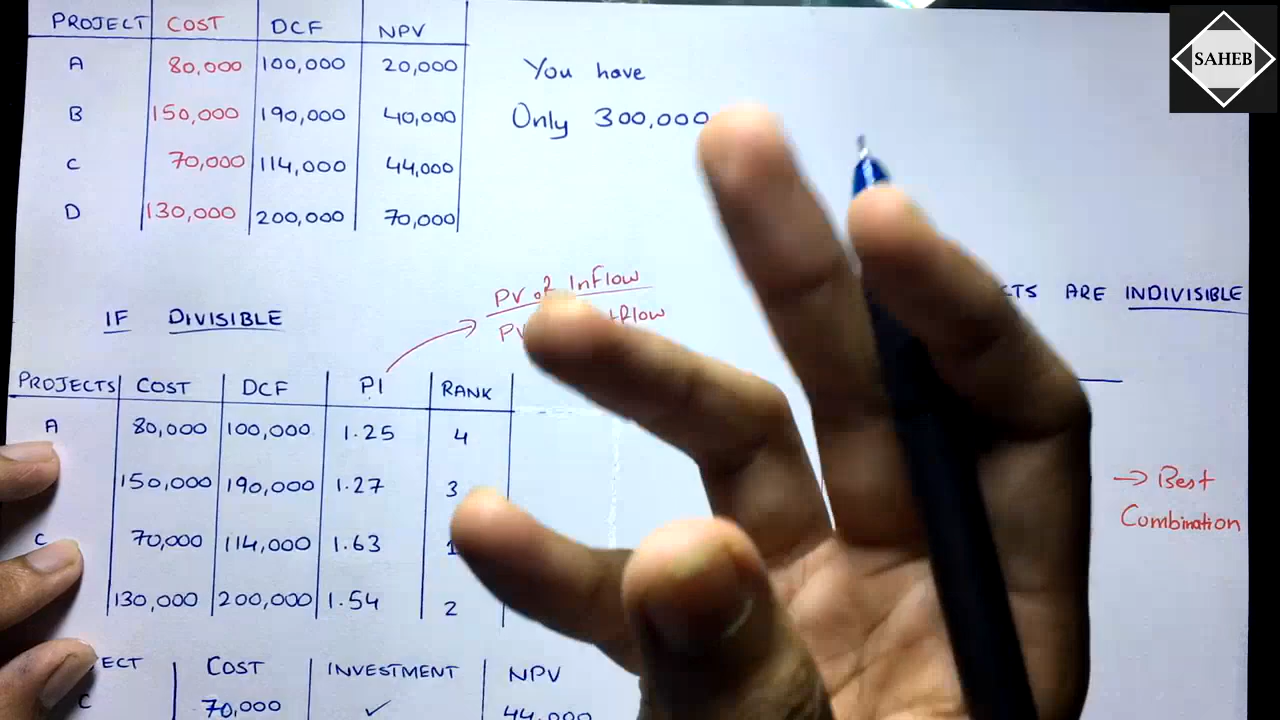 SAHEB
PROJECT COST DCF NPV
A 80,000 100,000 20,000
B 150,000 190,000 40,000
C 70,000 114,000 44,000
D 130,000 200,000 70,000
You have
Only 300,000
PV of Inflow
ARE INDIVISIBLE
IF DIVISIBLE
PROJECTS COST DCF PI RANK
A 80,000 100,000 1.25 4
150,000 190,000 1.27 3
C 70,000 114,000 1.63 1
130,000 200,000 1.54 2
→ Best
Combination
COST INVESTMENT NPV
C 70,000 ✓ 44,000